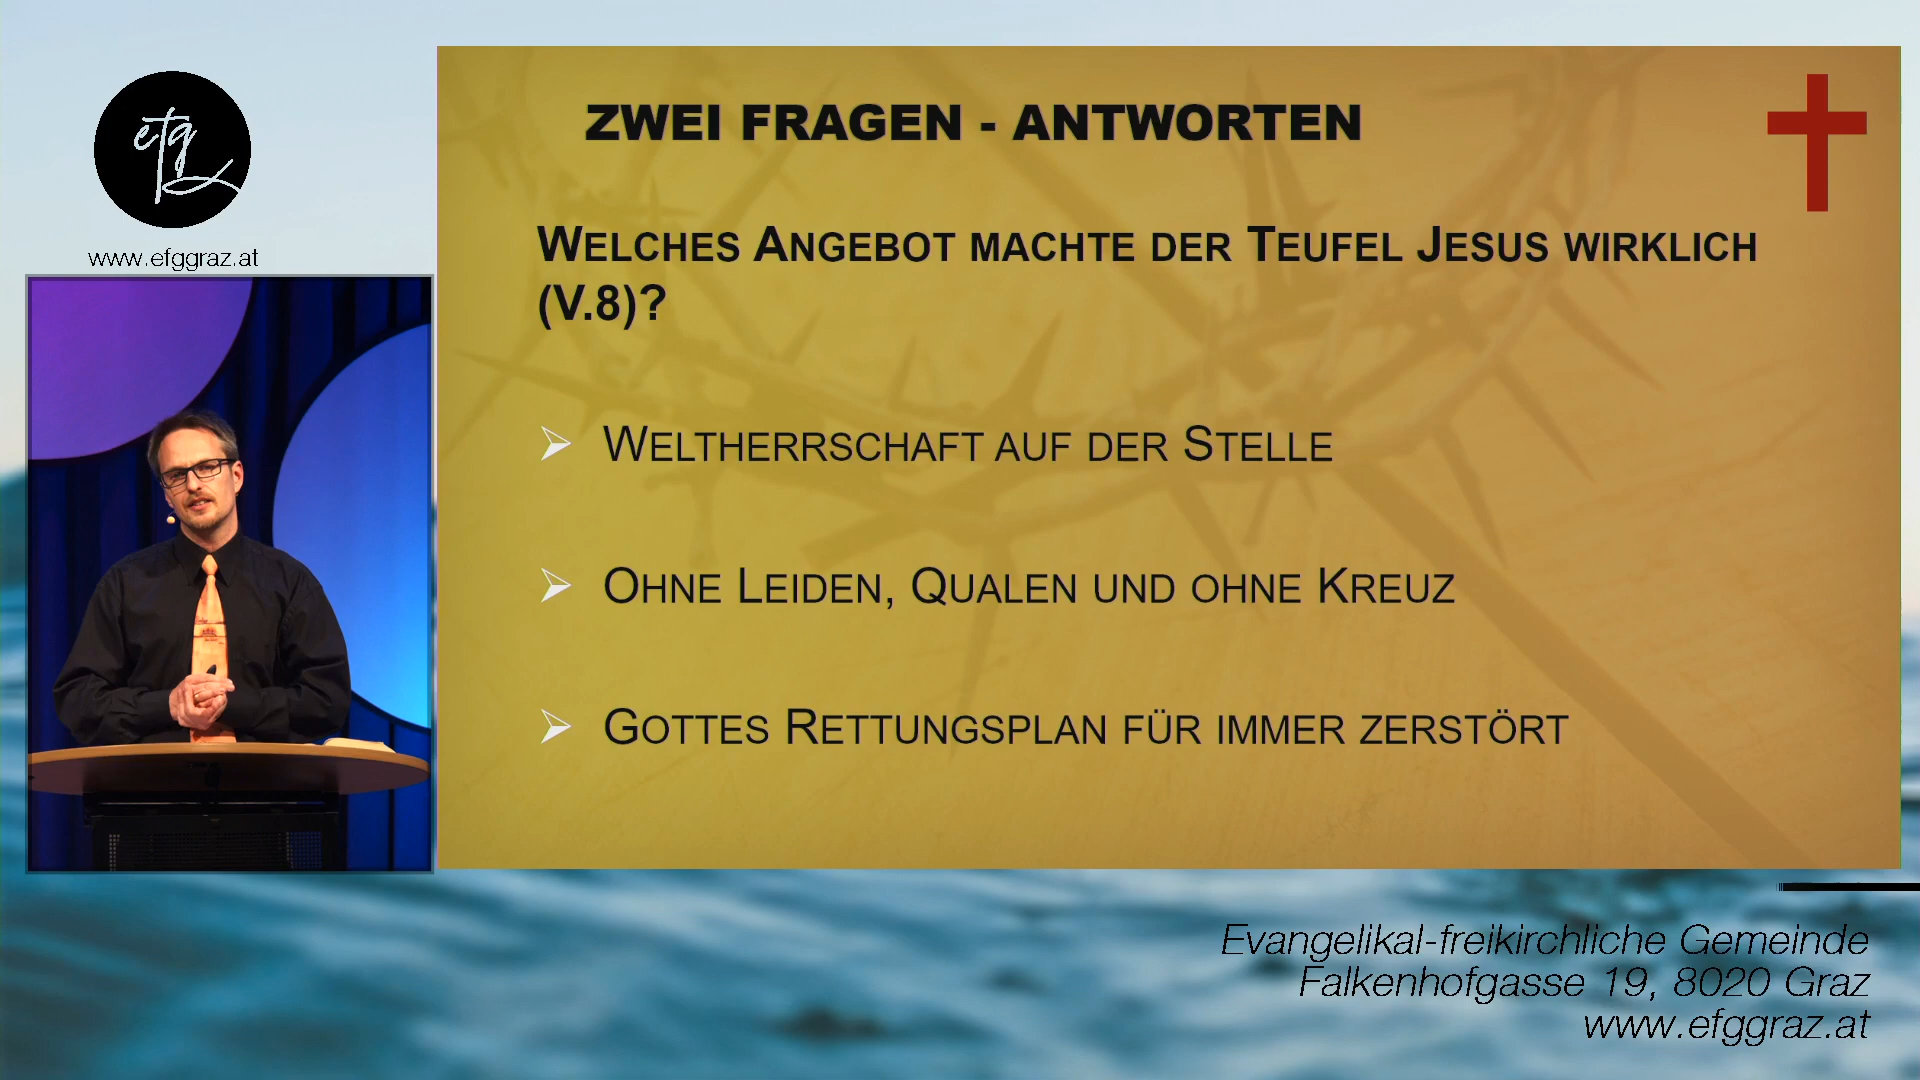 efg
www.efggraz.at
ZWEI FRAGEN - ANTWORTEN
WELCHES ANGEBOT MACHTE DER TEUFEL JESUS WIRKLICH
(V.8)?
WELTHERRSCHAFT AUF DER STELLE
OHNE LEIDEN, QUALEN UND OHNE KREUZ
GOTTES RETTUNGSPLAN FÜR IMMER ZERSTÖRT
Evangelikal-freikirchliche Gemeinde
Falkenhofgasse 19, 8020 Graz
www.efggraz.at